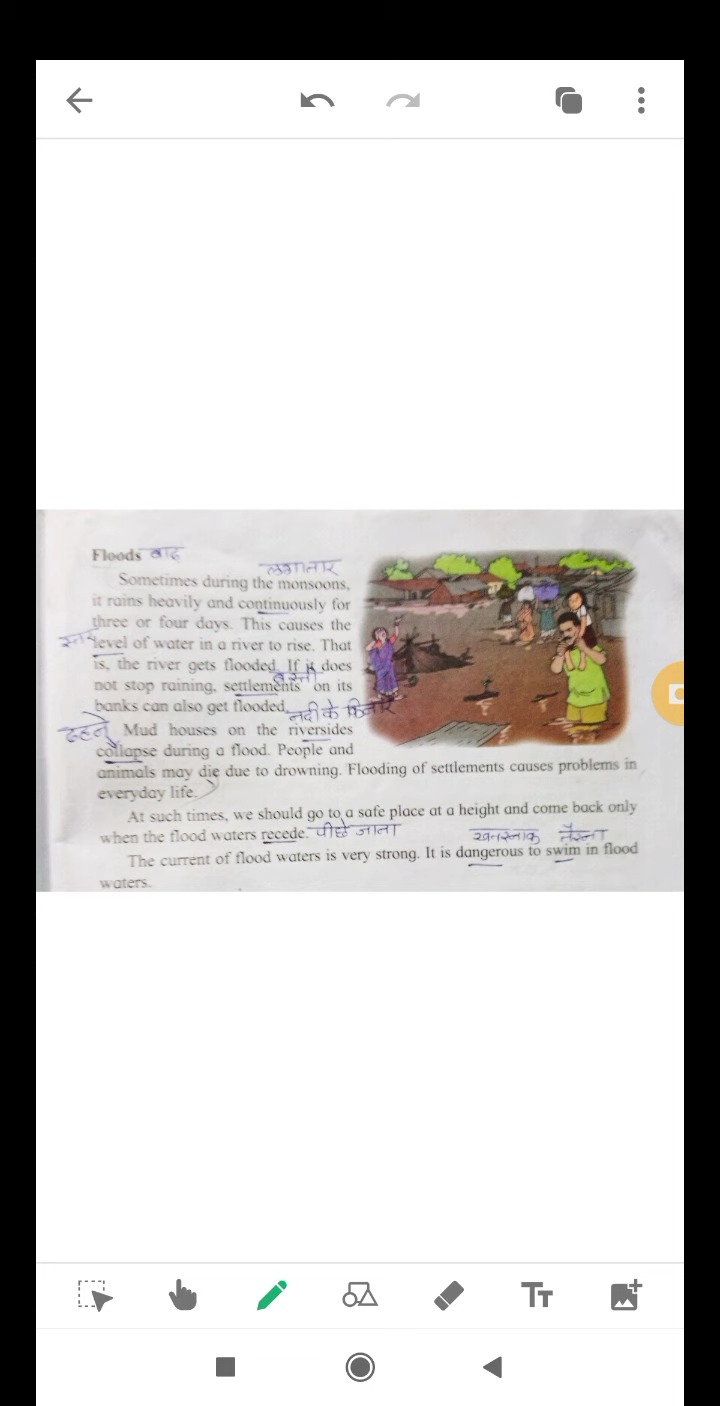 Floods बाढ़
लगातार
Sometimes during the monsoons,
it rains heavily and continuously for
three or four days. This causes the
स्तर level of water in a river to rise. That
is, the river gets flooded. If it does
बस्ती
not stop raining, settlements on its
banks can also get flooded. नदी के किनारे
ढहने Mud houses on the riversides
collapse during a flood. People and
animals may die due to drowning. Flooding of settlements causes problems in
everyday life.
At such times, we should go to a safe place at a height and come back only
when the flood waters recede. पीछे जाना खतरनाक तैरना
The current of flood waters is very strong. It is dangerous to swim in flood
waters.
TT